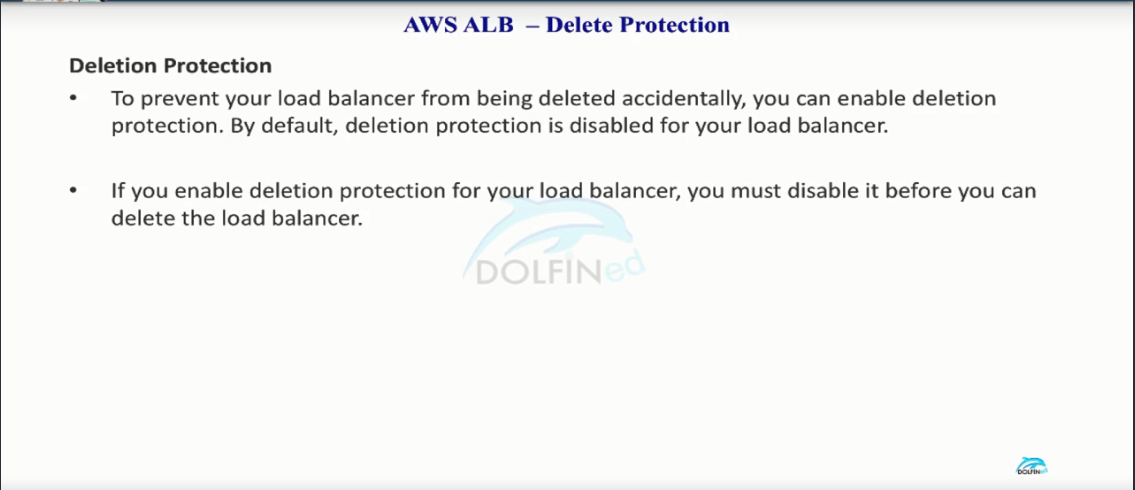 AWS ALB – Delete Protection
Deletion Protection
• To prevent your load balancer from being deleted accidentally, you can enable deletion
protection. By default, deletion protection is disabled for your load balancer.
• If you enable deletion protection for your load balancer, you must disable it before you can
delete the load balancer.
DOLFINed
DOLFINed